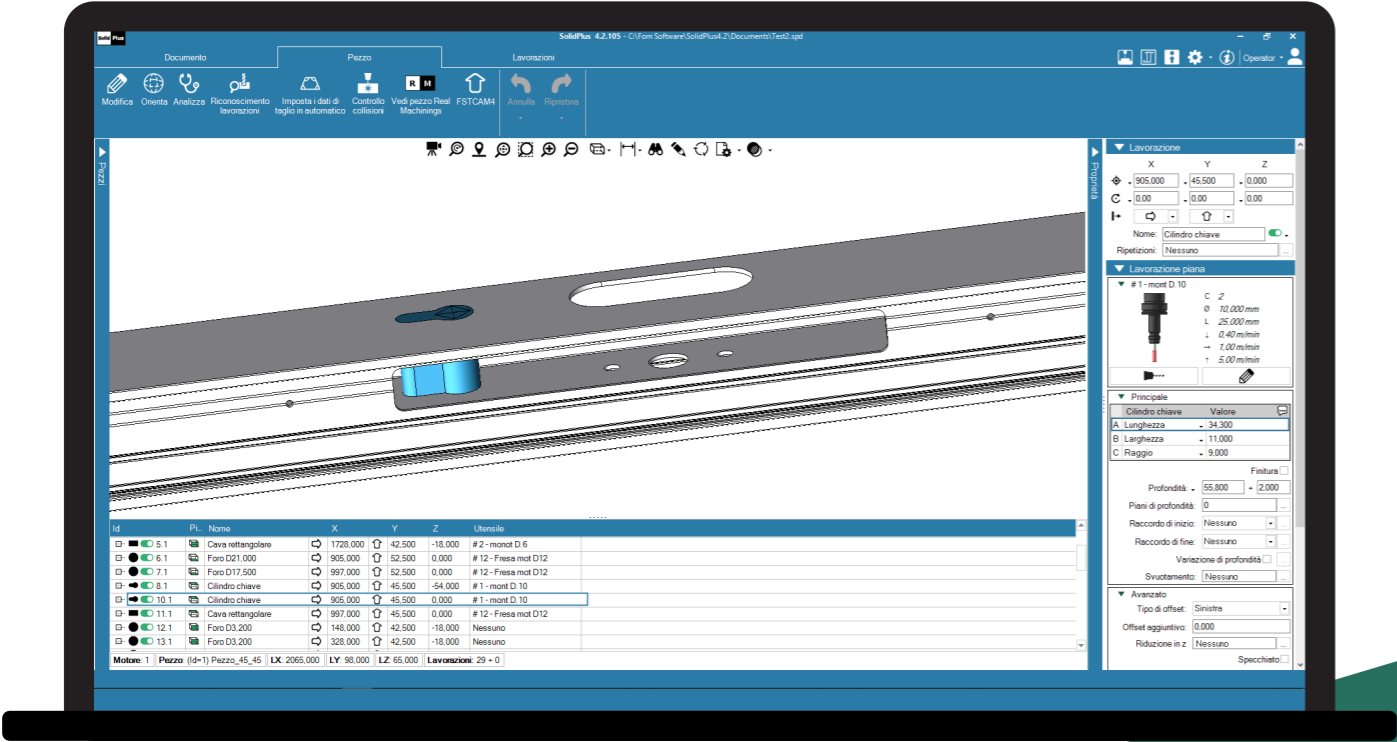 Solid Plus
SolidPlus 4.2.105 - C:\Fom Software\SolidPlus4.2\Documents\Test2.spd
Documento Pezzo Lavorazioni
Operator
Modifica Orienta Analizza Riconoscimento lavorazioni Imposta i dati di taglio in automatico Controllo collisioni R M Vedi pezzo Real Machinings FSTCAM4 Annulla Ripristina
Pezzi
Proprietà
Lavorazione
X Y Z
905,000 45,500 0,000
0,00 0,00 0,00
Nome: Cilindro chiave
Ripetizioni: Nessuno ...
Lavorazione piana
# 1 - mont D.10
C 2
Ø 10,000 mm
L 25,000 mm
↓ 0,40 m/min
→ 1,00 m/min
↑ 5,00 m/min
Principale
Cilindro chiave Valore
A Lunghezza 34,300
B Larghezza 11,000
C Raggio 9,000
Finitura
Profondità: 55,800 + 2,000
Piani di profondità: 0 ...
Raccordo di inizio: Nessuno ...
Raccordo di fine: Nessuno ...
Variazione di profondità ...
Svuotamento: Nessuno ...
Avanzato
Tipo di offset: Sinistra
Offset aggiuntivo: 0,000
Riduzione in z Nessuno ...
Specchiato
Id Pi... Nome X Y Z Utensile
5.1 Cava rettangolare 1728,000 42,500 -18,000 # 2 - monot D.6
6.1 Foro D21,000 905,000 52,500 0,000 # 12 - Fresa mot D12
7.1 Foro D17,500 997,000 52,500 0,000 # 12 - Fresa mot D12
8.1 Cilindro chiave 905,000 45,500 -54,000 # 1 - mont D.10
10.1 Cilindro chiave 905,000 45,500 0,000 # 1 - mont D.10
11.1 Cava rettangolare 997,000 45,500 0,000 # 12 - Fresa mot D12
12.1 Foro D3,200 148,000 42,500 -18,000 Nessuno
13.1 Foro D3,200 328,000 42,500 -18,000 Nessuno
Motore: 1 Pezzo: (Id=1) Pezzo_45_45 LX: 2065,000 LY: 98,000 LZ: 65,000 Lavorazioni: 29 + 0